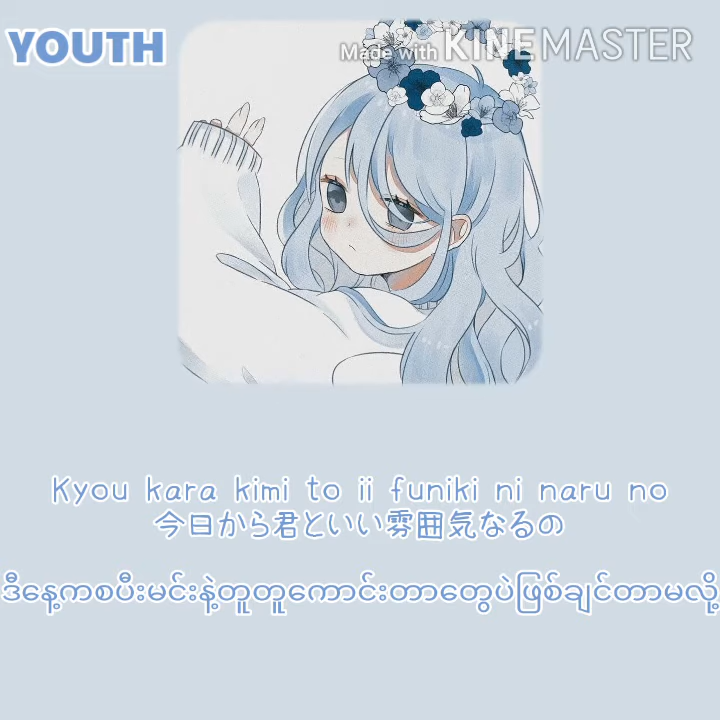 YOUTH
Made with KINEMASTER
Kyou kara kimi to ii funiki ni naru no
今日から君といい雰囲気なるの
ဒီနေ့ကစပီးမင်းနဲ့တူတူကောင်းတာတွေပဲဖြစ်ချင်တာမလို့